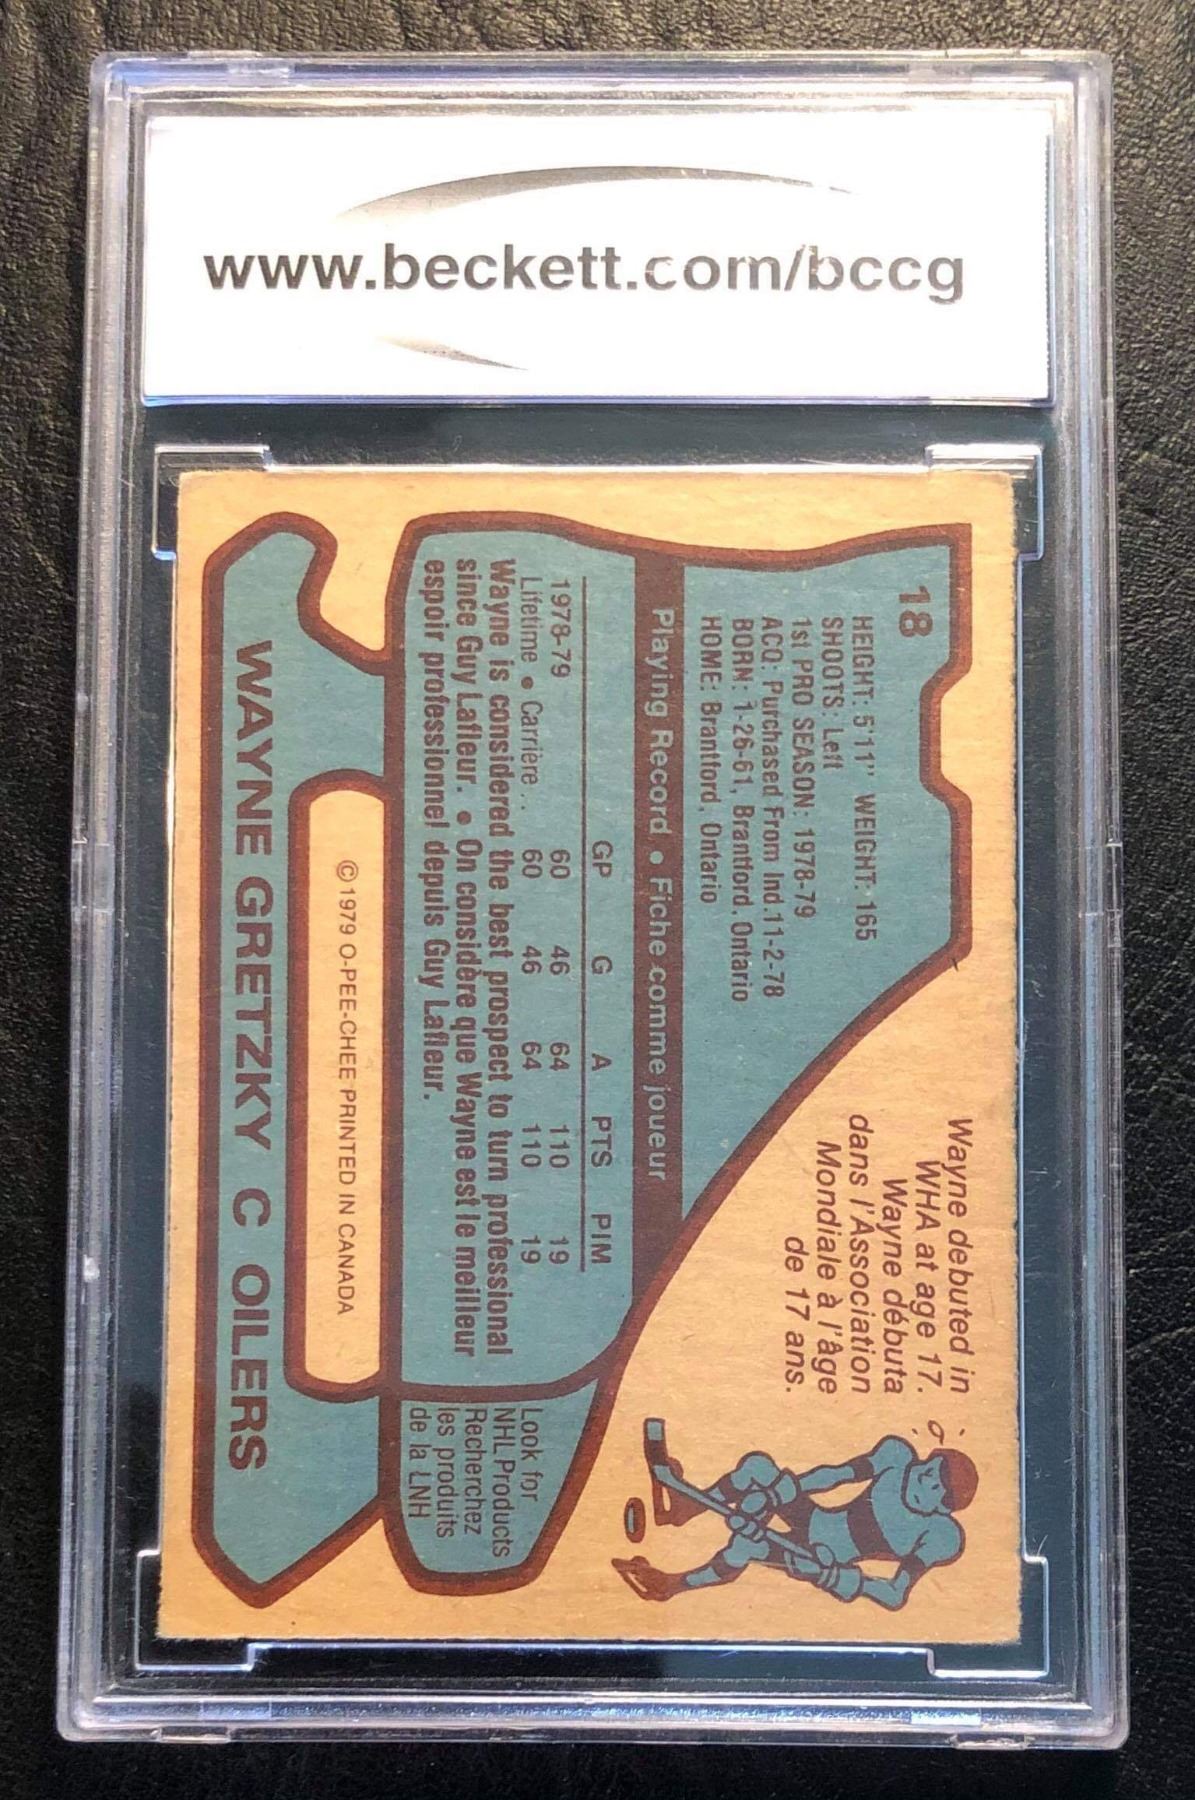 www.beckett.com/bccg
18
HEIGHT: 5'11" WEIGHT: 165
SHOOTS: Left
1st PRO SEASON: 1978-79
ACQ: Purchased From Ind.11-2-78
BORN: 1-26-61, Brantford, Ontario
HOME: Brantford, Ontario
Wayne debuted in
WHA at age 17.
Wayne débuta
dans l'Association
Mondiale à l'âge
de 17 ans.
Playing Record • Fiche comme joueur
GP G A PTS PIM
1978-79 60 46 64 110 19
Lifetime • Carrière . . 60 46 64 110 19
Wayne is considered the best prospect to turn professional
since Guy Lafleur. • On considère que Wayne est le meilleur
espoir professionnel depuis Guy Lafleur.
Look for
NHL Products
Recherchez
les produits
de la LNH
©1979 O-PEE-CHEE PRINTED IN CANADA
WAYNE GRETZKY C OILERS